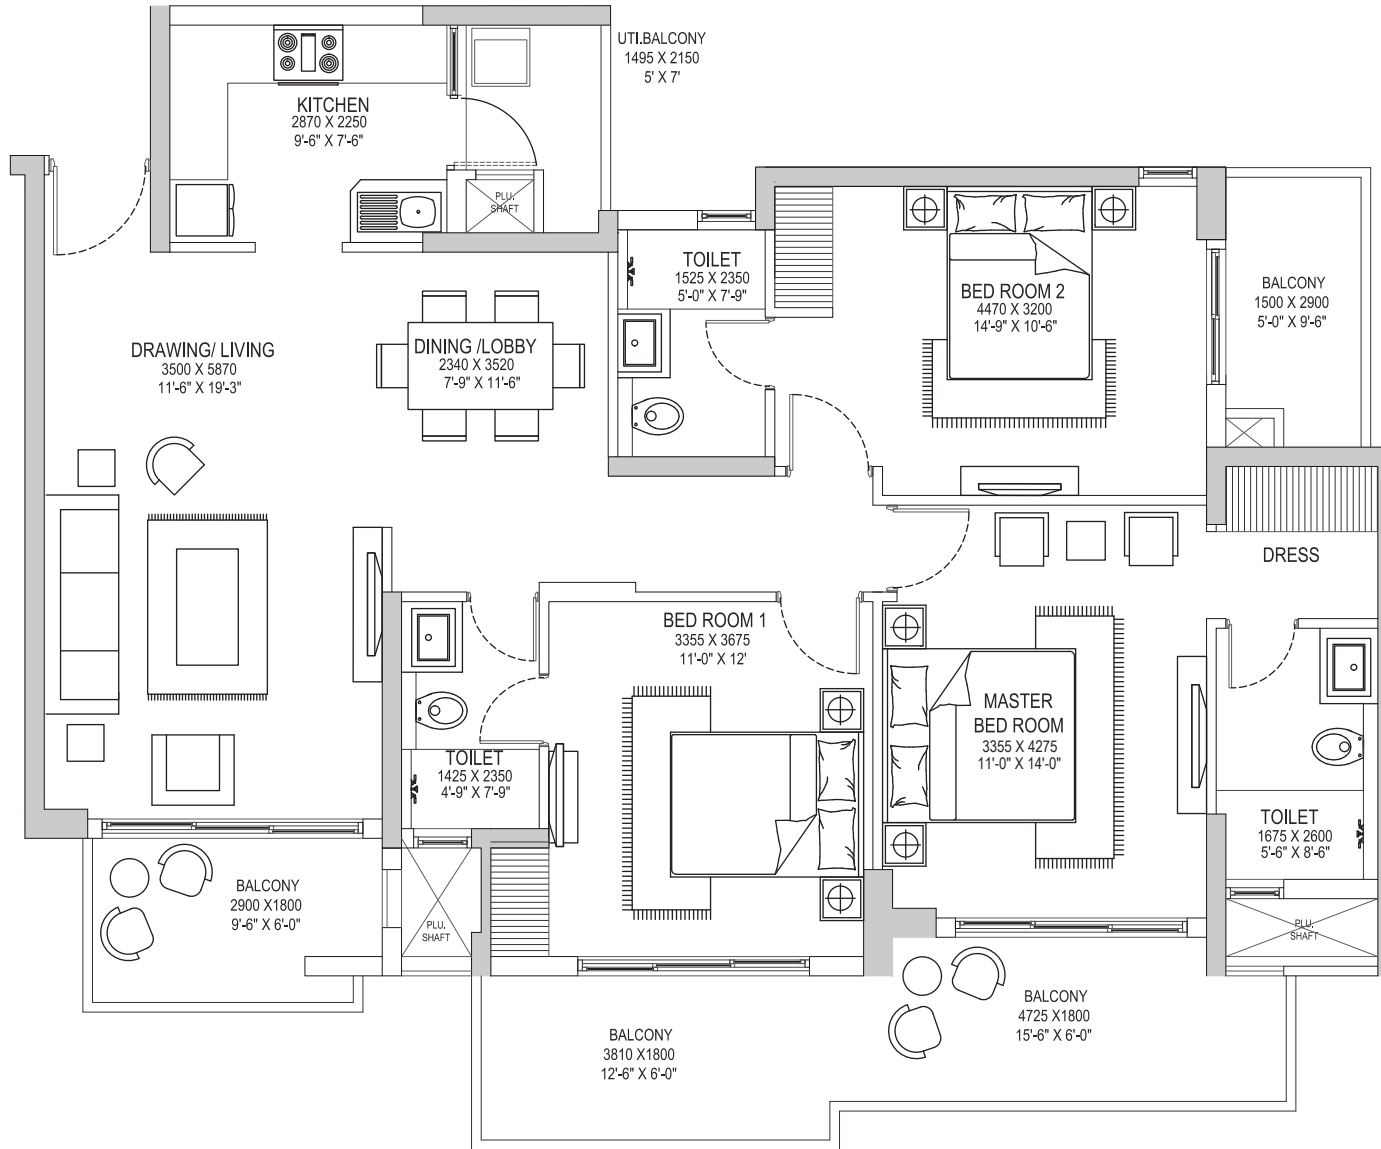 UTI.BALCONY
1495 X 2150
5' X 7'
KITCHEN
2870 X 2250
9'-6" X 7'-6"
PLU.
SHAFT
TOILET
1525 X 2350
5'-0" X 7'-9"
BED ROOM 2
4470 X 3200
14'-9" X 10'-6"
BALCONY
1500 X 2900
5'-0" X 9'-6"
DRAWING/ LIVING
3500 X 5870
11'-6" X 19'-3"
DINING /LOBBY
2340 X 3520
7'-9" X 11'-6"
DRESS
BED ROOM 1
3355 X 3675
11'-0" X 12'
MASTER
BED ROOM
3355 X 4275
11'-0" X 14'-0"
TOILET
1425 X 2350
4'-9" X 7'-9"
TOILET
1675 X 2600
5'-6" X 8'-6"
BALCONY
2900 X1800
9'-6" X 6'-0"
PLU.
SHAFT
PLU.
SHAFT
BALCONY
4725 X1800
15'-6" X 6'-0"
BALCONY
3810 X1800
12'-6" X 6'-0"